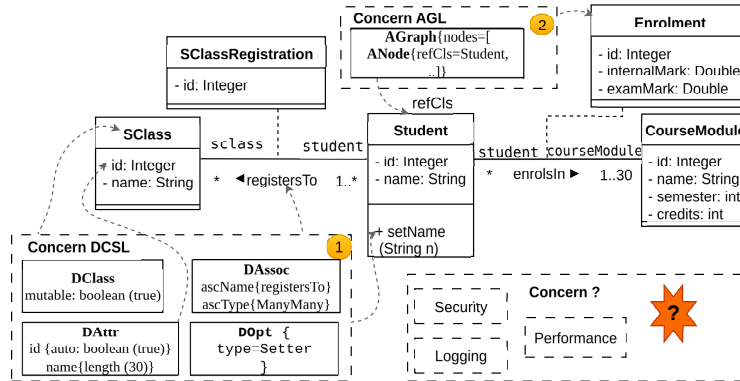 Concern AGL
2
AGraph{nodes=[
ANode{refCls=Student,
..]}
refCls
Enrolment
- id: Integer
- internalMark: Double
- examMark: Double
SClassRegistration
- id: Integer
SClass
- id: Integer
- name: String
sclass
student
*
◄registersTo
1..*
Student
- id: Integer
- name: String
+ setName
(String n)
student
courseModule
*
enrolsIn ►
1..30
CourseModule
- id: Integer
- name: String
- semester: int
- credits: int
Concern DCSL
1
DClass
mutable: boolean (true)
DAssoc
ascName{registersTo}
ascType{ManyMany}
DAttr
id {auto: boolean (true)}
name{length (30)}
DOpt {
type=Setter
}
Concern ?
Security
Logging
Performance
?